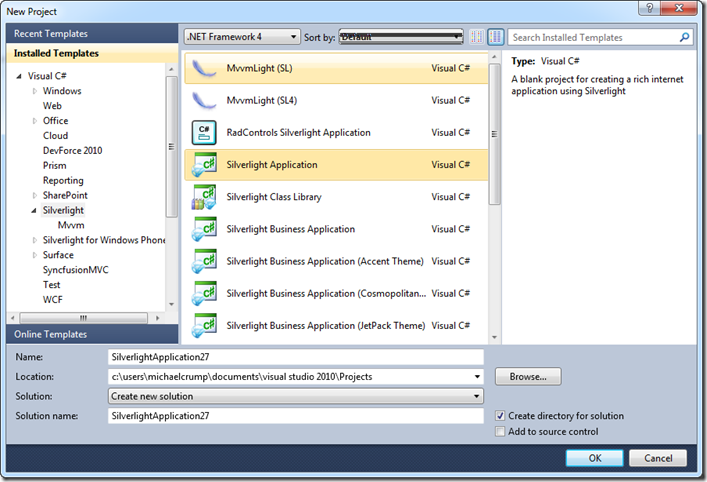 New Project
Recent Templates
Installed Templates
Visual C#
Windows
Web
Office
Cloud
DevForce 2010
Prism
Reporting
SharePoint
Silverlight
Mvvm
Silverlight for Windows Phone
Surface
SyncfusionMVC
Test
WCF
Online Templates
.NET Framework 4 Sort by: Default
Search Installed Templates
MvvmLight (SL) Visual C#
MvvmLight (SL4) Visual C#
RadControls Silverlight Application Visual C#
Silverlight Application Visual C#
Silverlight Class Library Visual C#
Silverlight Business Application Visual C#
Silverlight Business Application (Accent Theme) Visual C#
Silverlight Business Application (Cosmopolitan... Visual C#
Silverlight Business Application (JetPack Theme) Visual C#
Type: Visual C#
A blank project for creating a rich internet
application using Silverlight
Name: SilverlightApplication27
Location: c:\users\michaelcrump\documents\visual studio 2010\Projects
Browse...
Solution: Create new solution
Solution name: SilverlightApplication27
Create directory for solution
Add to source control
OK Cancel